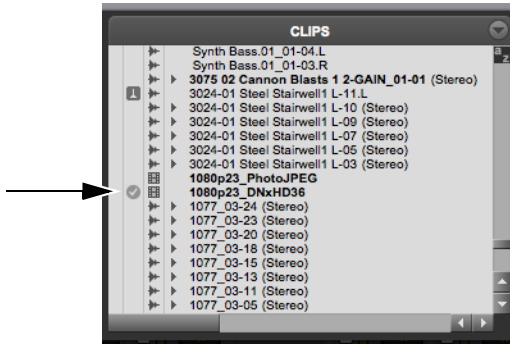 CLIPS
a
z
Synth Bass.01_01-04.L
Synth Bass.01_01-03.R
3075 02 Cannon Blasts 1 2-GAIN_01-01 (Stereo)
3024-01 Steel Stairwell1 L-11.L
3024-01 Steel Stairwell1 L-10 (Stereo)
3024-01 Steel Stairwell1 L-09 (Stereo)
3024-01 Steel Stairwell1 L-07 (Stereo)
3024-01 Steel Stairwell1 L-05 (Stereo)
3024-01 Steel Stairwell1 L-03 (Stereo)
1080p23_PhotoJPEG
1080p23_DNxHD36
1077_03-24 (Stereo)
1077_03-23 (Stereo)
1077_03-20 (Stereo)
1077_03-18 (Stereo)
1077_03-15 (Stereo)
1077_03-13 (Stereo)
1077_03-11 (Stereo)
1077_03-05 (Stereo)